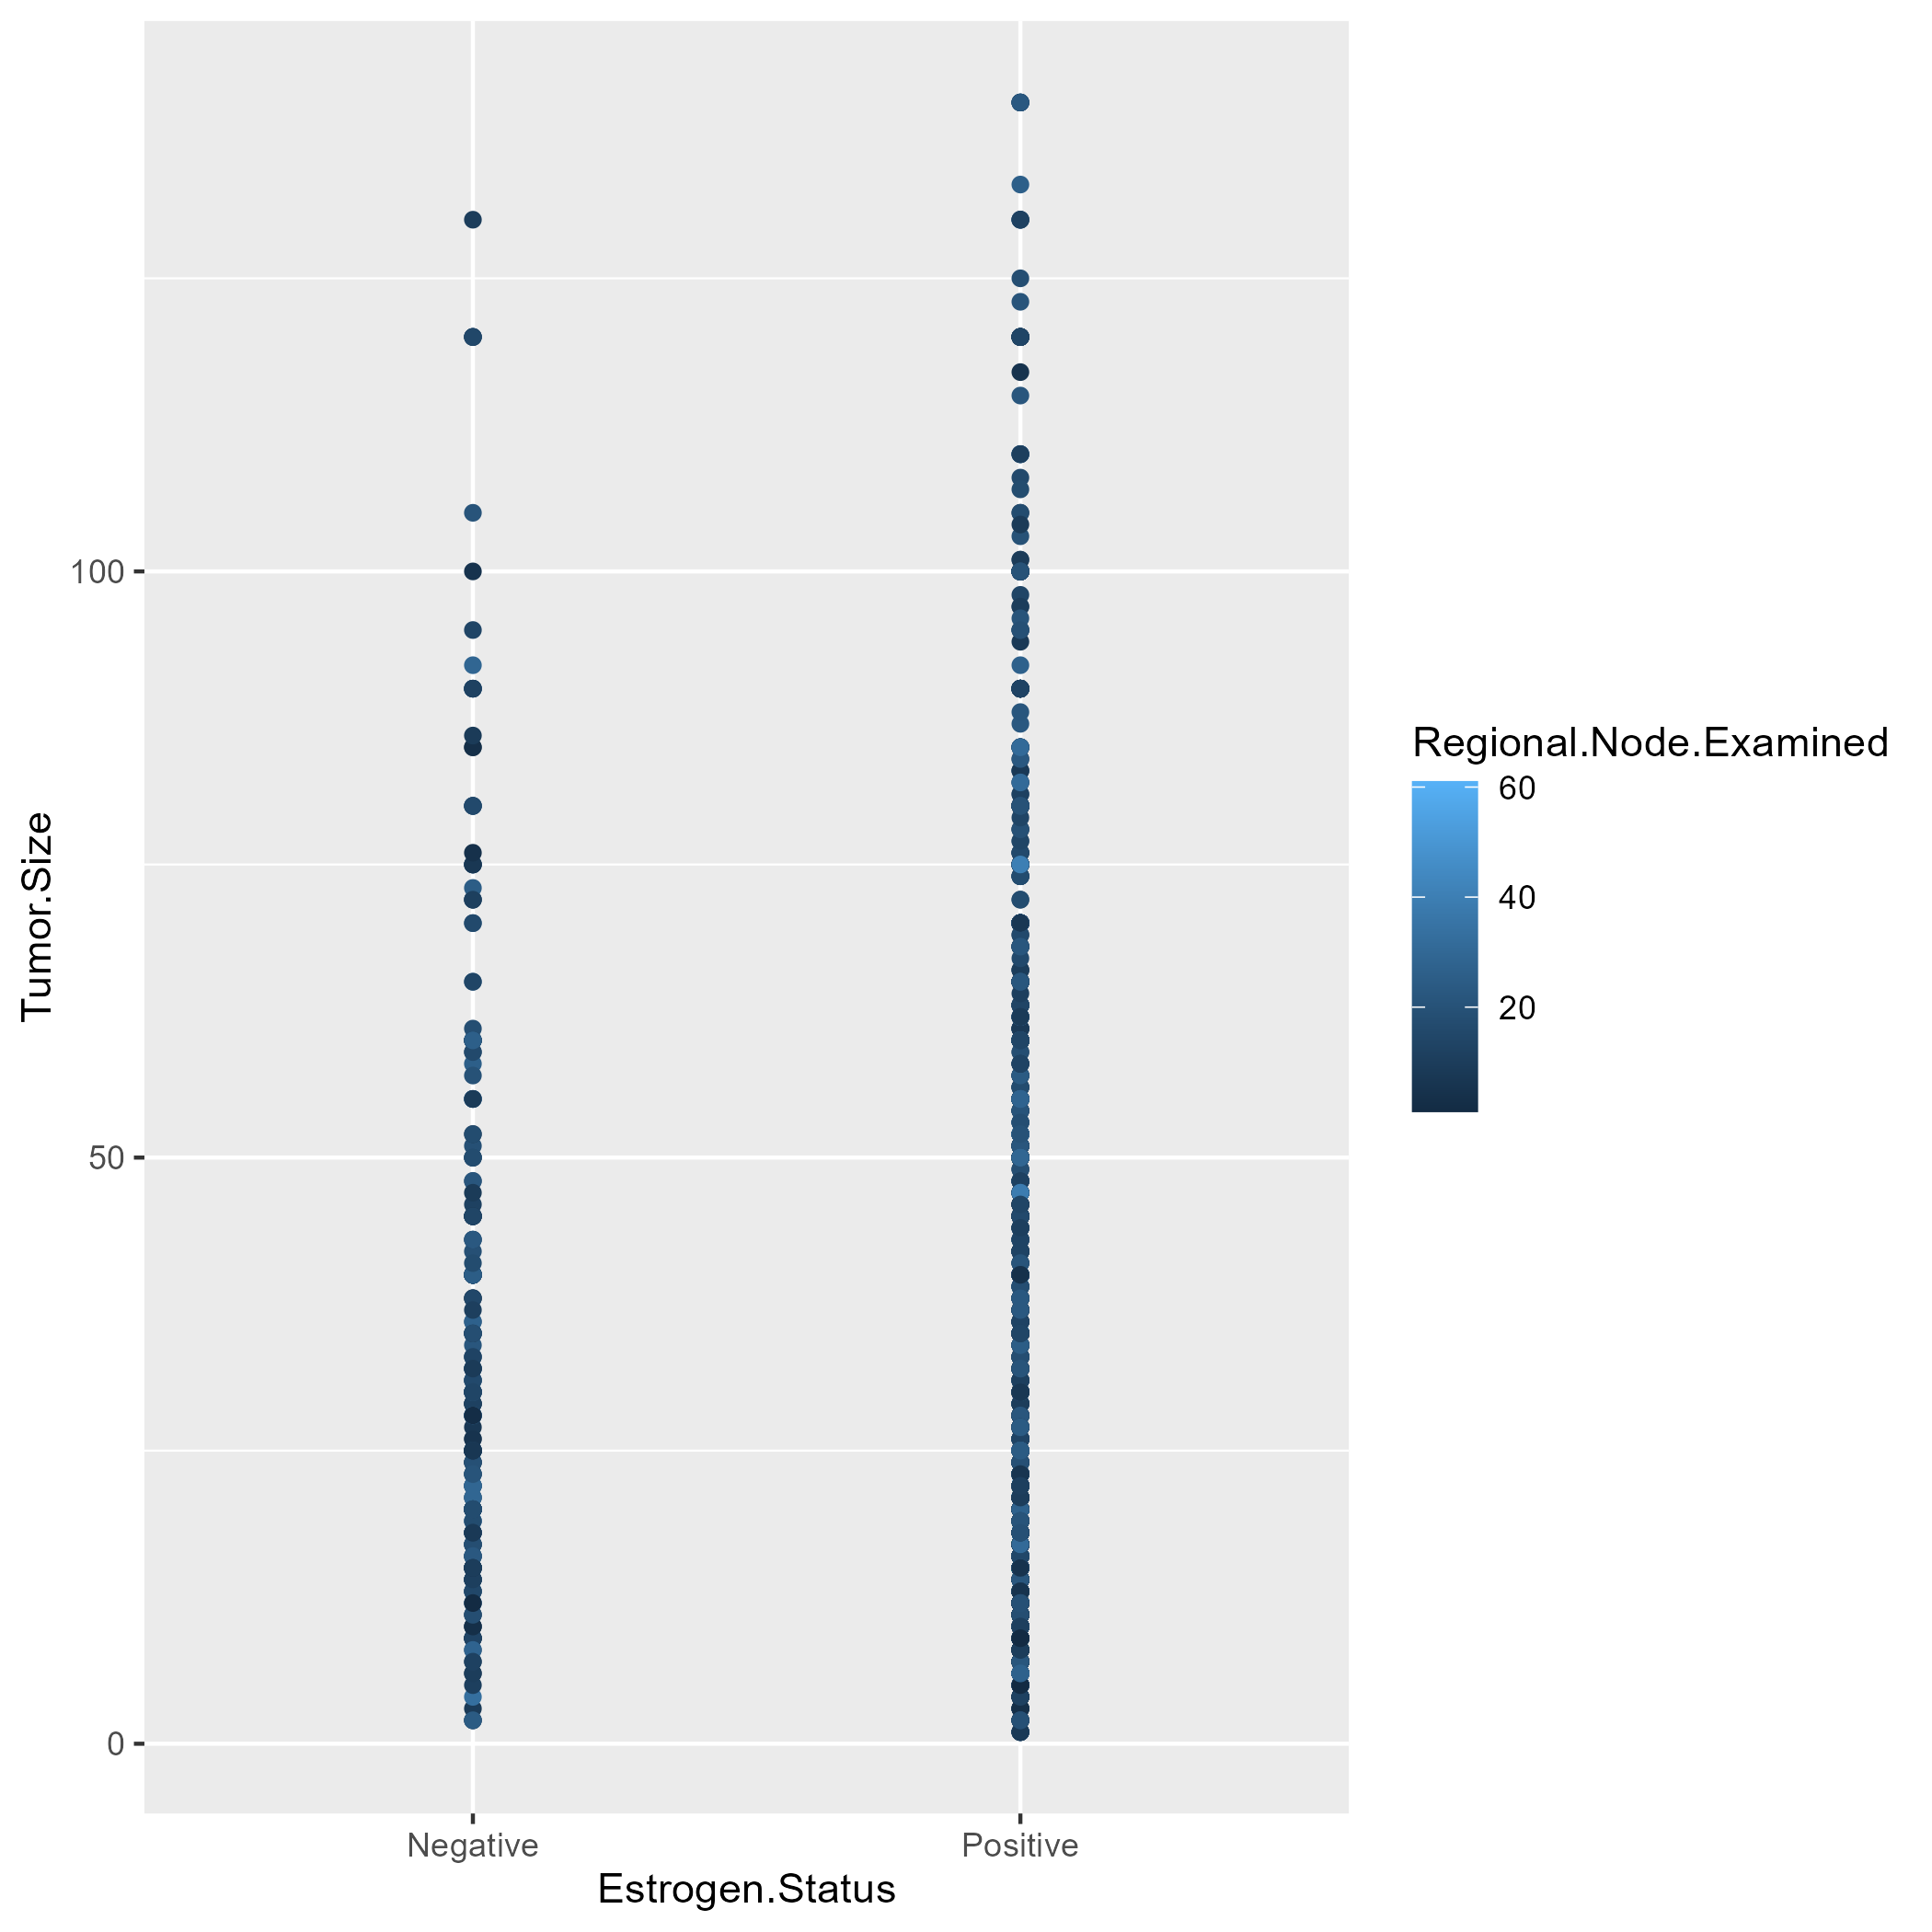 Tumor.Size
100
50
0
Negative
Positive
Estrogen.Status
Regional.Node.Examined
60
40
20